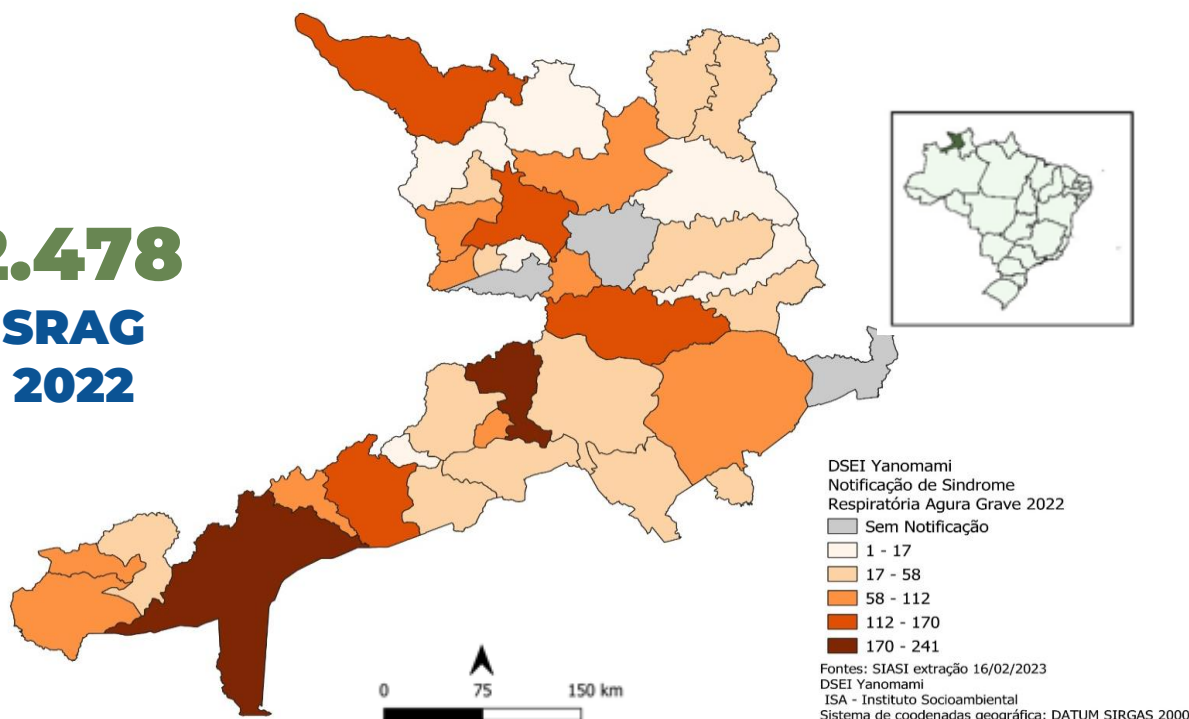 2.478
SRAG
2022
DSEI Yanomami
Notificação de Sindrome
Respiratória Agura Grave 2022
Sem Notificação
1 - 17
17 - 58
58 - 112
112 - 170
170 - 241
Fontes: SIASI extração 16/02/2023
DSEI Yanomami
ISA - Instituto Socioambiental
Sistema de coodenadas geográfica: DATUM SIRGAS 2000
0 75 150 km